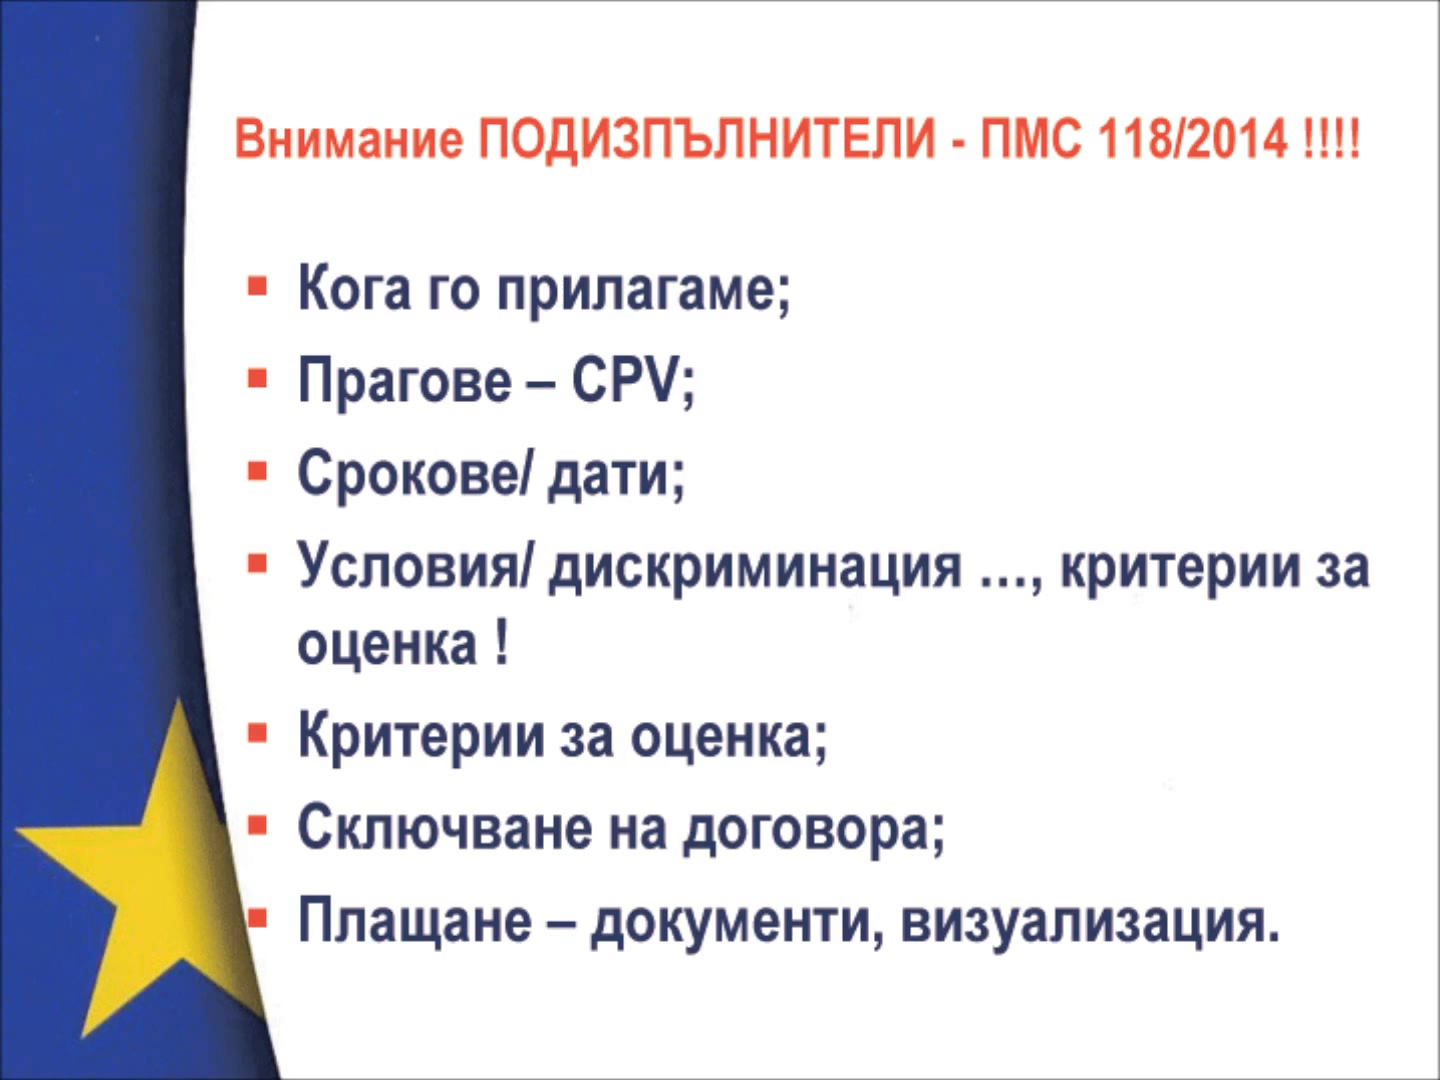 Внимание ПОДИЗПЪЛНИТЕЛИ - ПМС 118/2014 !!!!
Кога го прилагаме;
Прагове – CPV;
Срокове/ дати;
Условия/ дискриминация …, критерии за
оценка !
Критерии за оценка;
Сключване на договора;
Плащане – документи, визуализация.